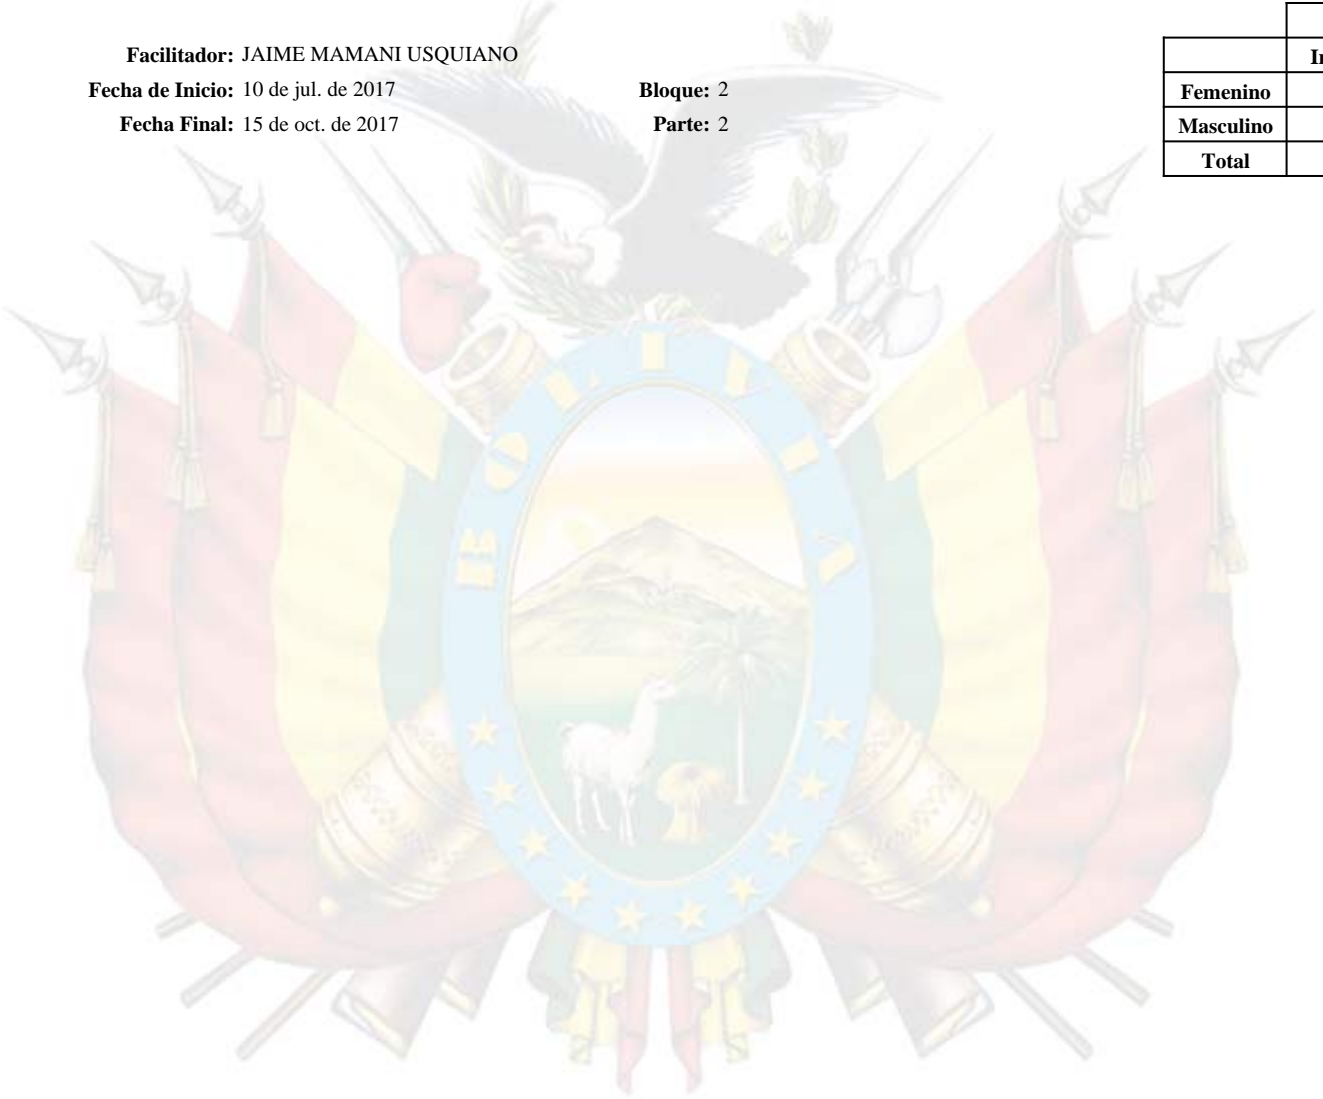 Facilitador: JAIME MAMANI USQUIANO
Fecha de Inicio: 10 de jul. de 2017 Bloque: 2
Fecha Final: 15 de oct. de 2017 Parte: 2
Femenino
Masculino
Total
BOLIVIA